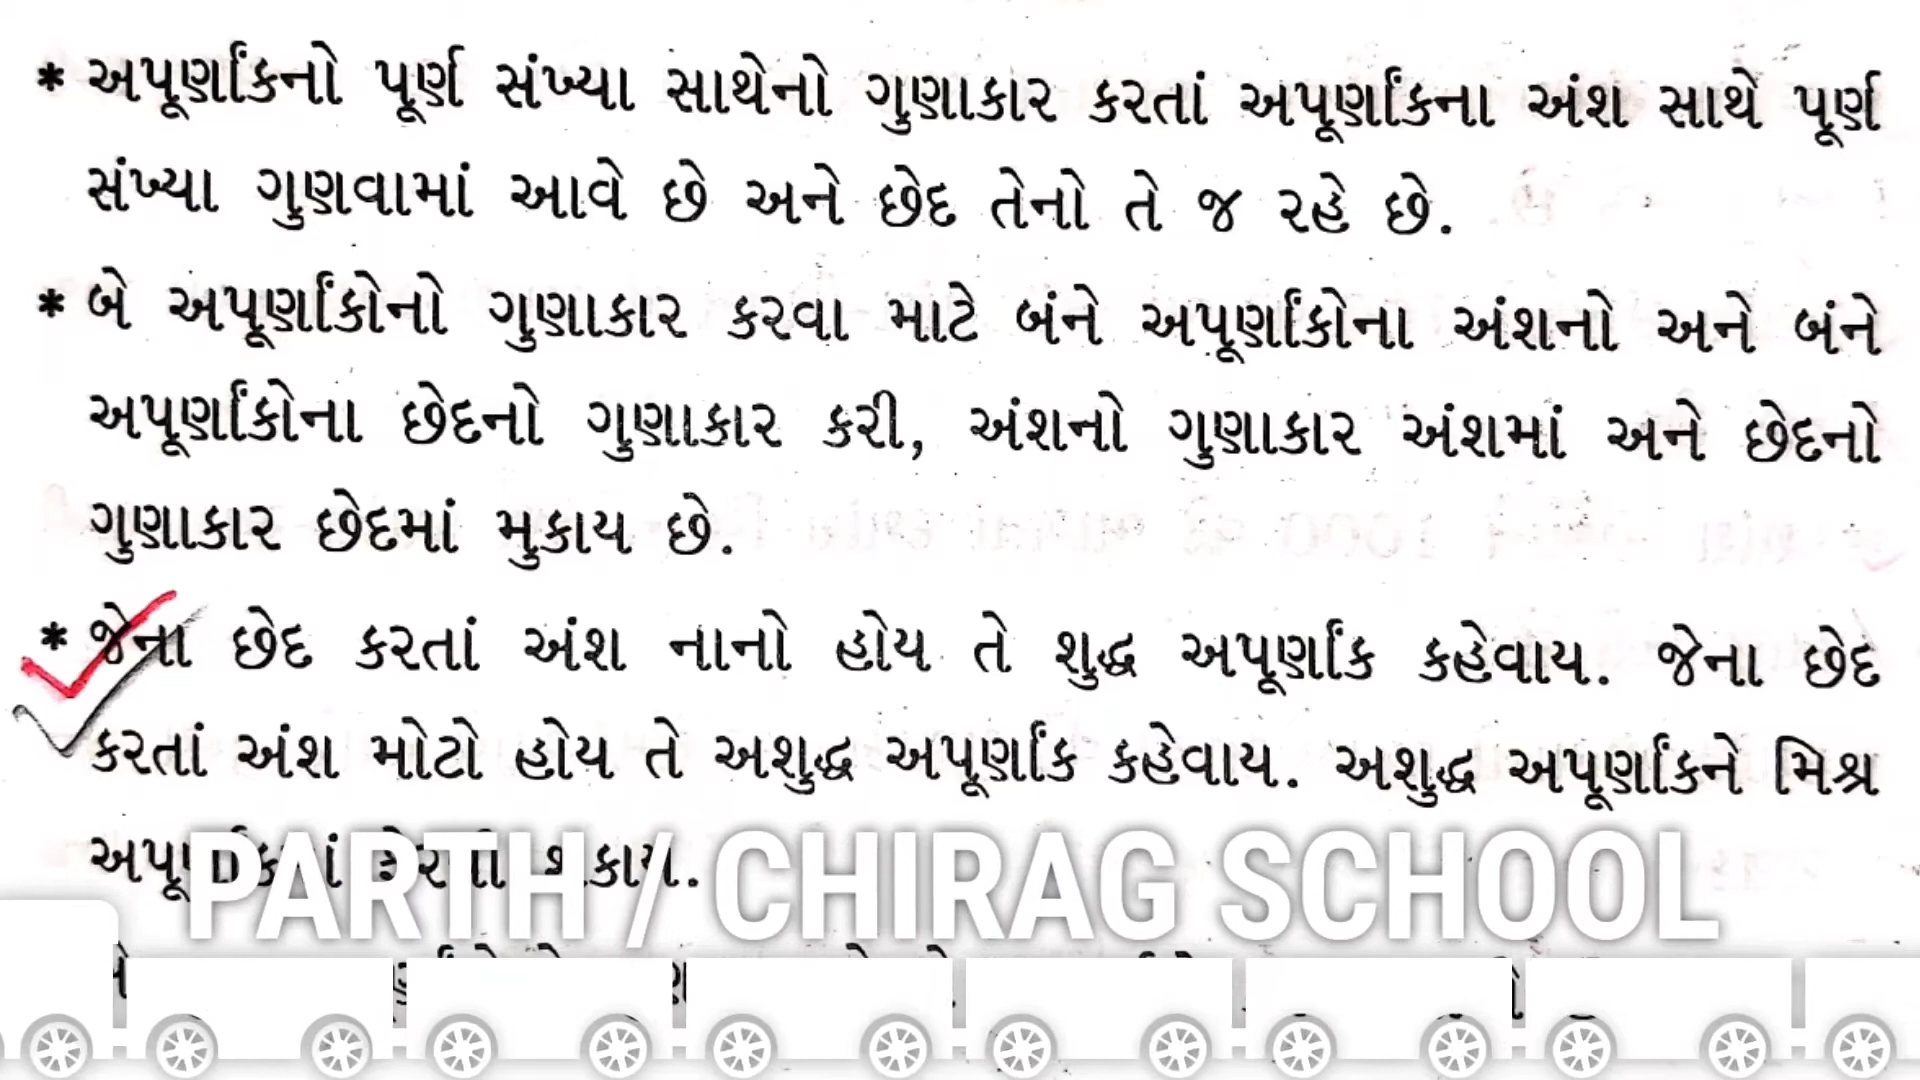 * અપૂર્ણાંકનો પૂર્ણ સંખ્યા સાથેનો ગુણાકાર કરતાં અપૂર્ણાંકના અંશ સાથે પૂર્ણ
સંખ્યા ગુણવામાં આવે છે અને છેદ તેનો તે જ રહે છે.
* બે અપૂર્ણાંકોનો ગુણાકાર કરવા માટે બંને અપૂર્ણાંકોના અંશનો અને બંને
અપૂર્ણાંકોના છેદનો ગુણાકાર કરી, અંશનો ગુણાકાર અંશમાં અને છેદનો
ગુણાકાર છેદમાં મુકાય છે.
* જેના છેદ કરતાં અંશ નાનો હોય તે શુદ્ધ અપૂર્ણાંક કહેવાય. જેના છેદ
કરતાં અંશ મોટો હોય તે અશુદ્ધ અપૂર્ણાંક કહેવાય. અશુદ્ધ અપૂર્ણાંકને મિશ્ર
શકાય.
PARTH / CHIRAG SCHOOL